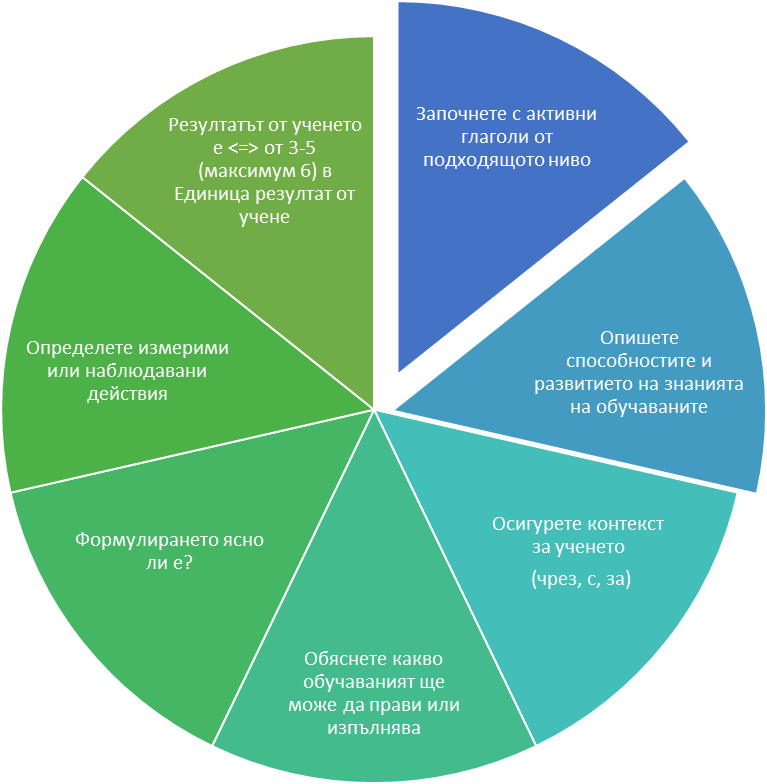 Започнете с активни
глаголи от
подходящото ниво
Опишете
способностите и
развитието на знанията
на обучаваните
Осигурете контекст
за ученето
(чрез, с, за)
Обяснете какво
обучаваният ще
може да прави или
изпълнява
Формулирането ясно
ли е?
Определете измерими
или наблюдавани
действия
Резултатът от ученето
е <=> от 3-5
(максимум 6) в
Единица резултат от
учене